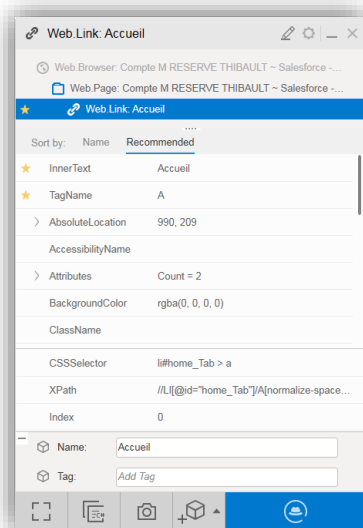 Web.Link: Accueil
Web.Browser: Compte M RESERVE THIBAULT ~ Salesforce -...
Web.Page: Compte M RESERVE THIBAULT ~ Salesforce -...
Web.Link: Accueil
Sort by: Name Recommended
InnerText Accueil
TagName A
AbsoluteLocation 990, 209
AccessibilityName
Attributes Count = 2
BackgroundColor rgba(0, 0, 0, 0)
ClassName
CSSSelector li#home_Tab > a
XPath //LI[@id="home_Tab"]/A[normalize-space...
Index 0
Name: Accueil
Tag: Add Tag